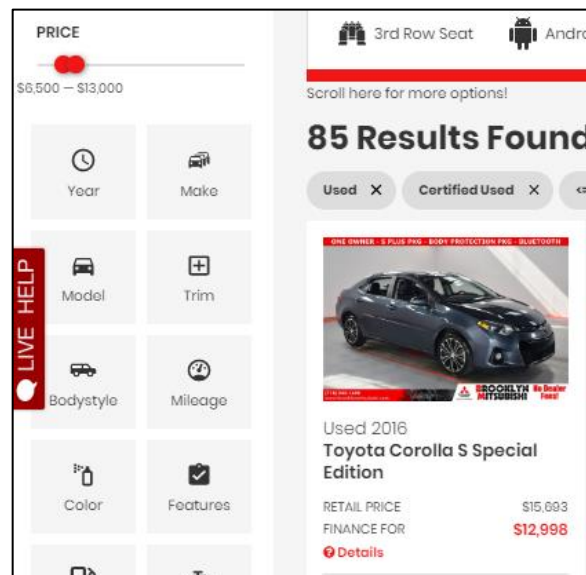 PRICE
$6,500 — $13,000
Year
Make
Model
Trim
Bodystyle
Mileage
Color
Features
LIVE HELP
3rd Row Seat
Andro
Scroll here for more options!
85 Results Found
Used X
Certified Used X
ONE OWNER - S PLUS PKG - BODY PROTECTION PKG - BLUETOOTH
BROOKLYN
MITSUBISHI
No Dealer
Fees!
Used 2016
Toyota Corolla S Special
Edition
RETAIL PRICE $15,693
FINANCE FOR $12,998
Details